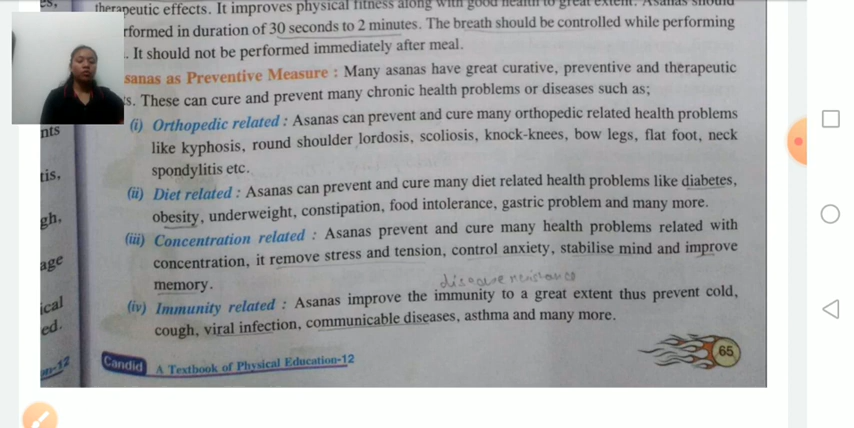 es,
therapeutic effects. It improves physical fitness along with good health to great extent. Asanas should
rformed in duration of 30 seconds to 2 minutes. The breath should be controlled while performing
. It should not be performed immediately after meal.
sanas as Preventive Measure : Many asanas have great curative, preventive and therapeutic
s. These can cure and prevent many chronic health problems or diseases such as;
(i) Orthopedic related : Asanas can prevent and cure many orthopedic related health problems
nts
like kyphosis, round shoulder lordosis, scoliosis, knock-knees, bow legs, flat foot, neck
spondylitis etc.
tis,
(ii) Diet related : Asanas can prevent and cure many diet related health problems like diabetes,
obesity, underweight, constipation, food intolerance, gastric problem and many more.
gh,
(iii) Concentration related : Asanas prevent and cure many health problems related with
concentration, it remove stress and tension, control anxiety, stabilise mind and improve
age
memory.
(iv) Immunity related : Asanas improve the immunity to a great extent thus prevent cold,
ical
cough, viral infection, communicable diseases, asthma and many more.
ed.
65
Candid A Textbook of Physical Education-12
on-12